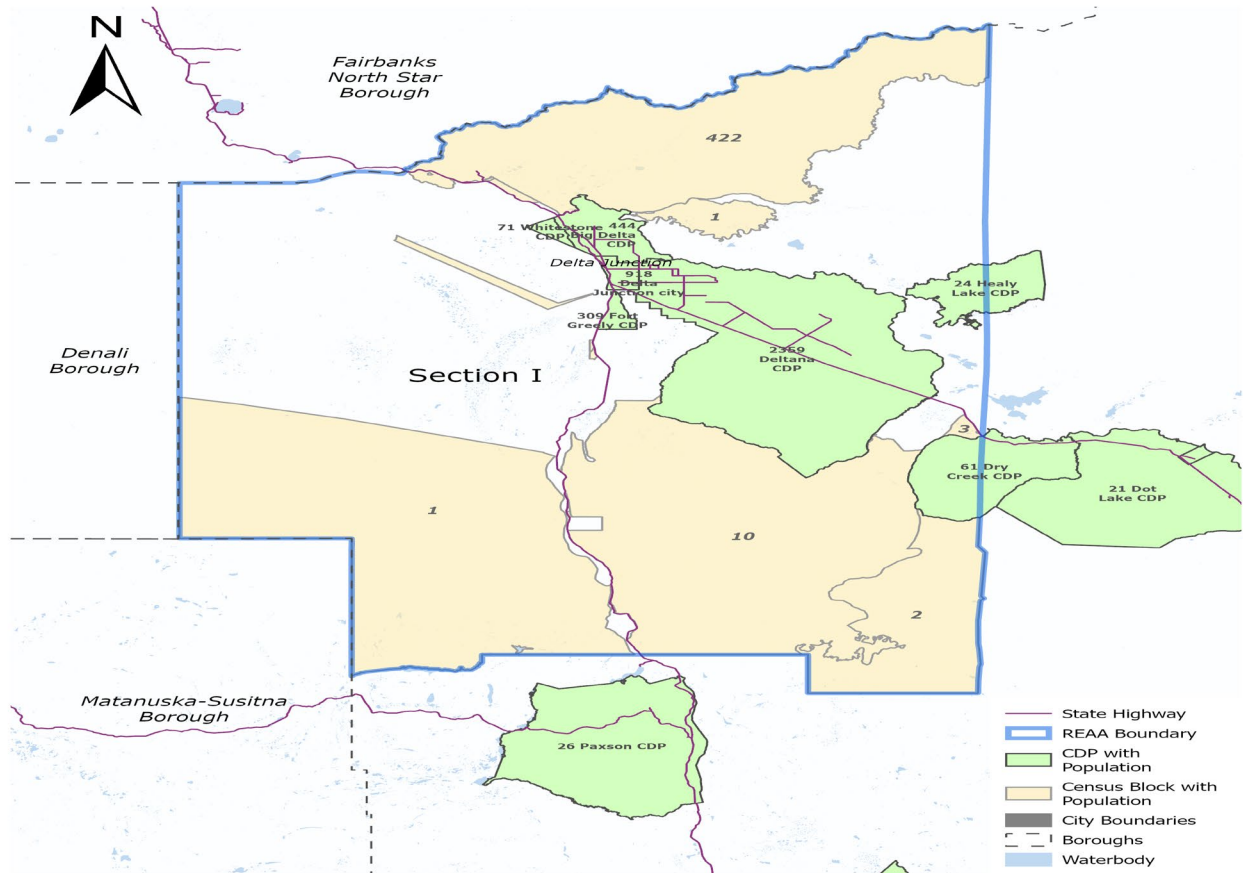 N
Fairbanks
North Star
Borough
422
1
71 Whitestone
CDP
444
Big Delta
CDP
Delta Junction
918
Delta
Junction city
24 Healy
Lake CDP
309 Fort
Greely CDP
2359
Deltana
CDP
Denali
Borough
Section I
3
61 Dry
Creek CDP
21 Dot
Lake CDP
1
10
2
Matanuska-Susitna
Borough
26 Paxson CDP
State Highway
REAA Boundary
CDP with
Population
Census Block with
Population
City Boundaries
Boroughs
Waterbody